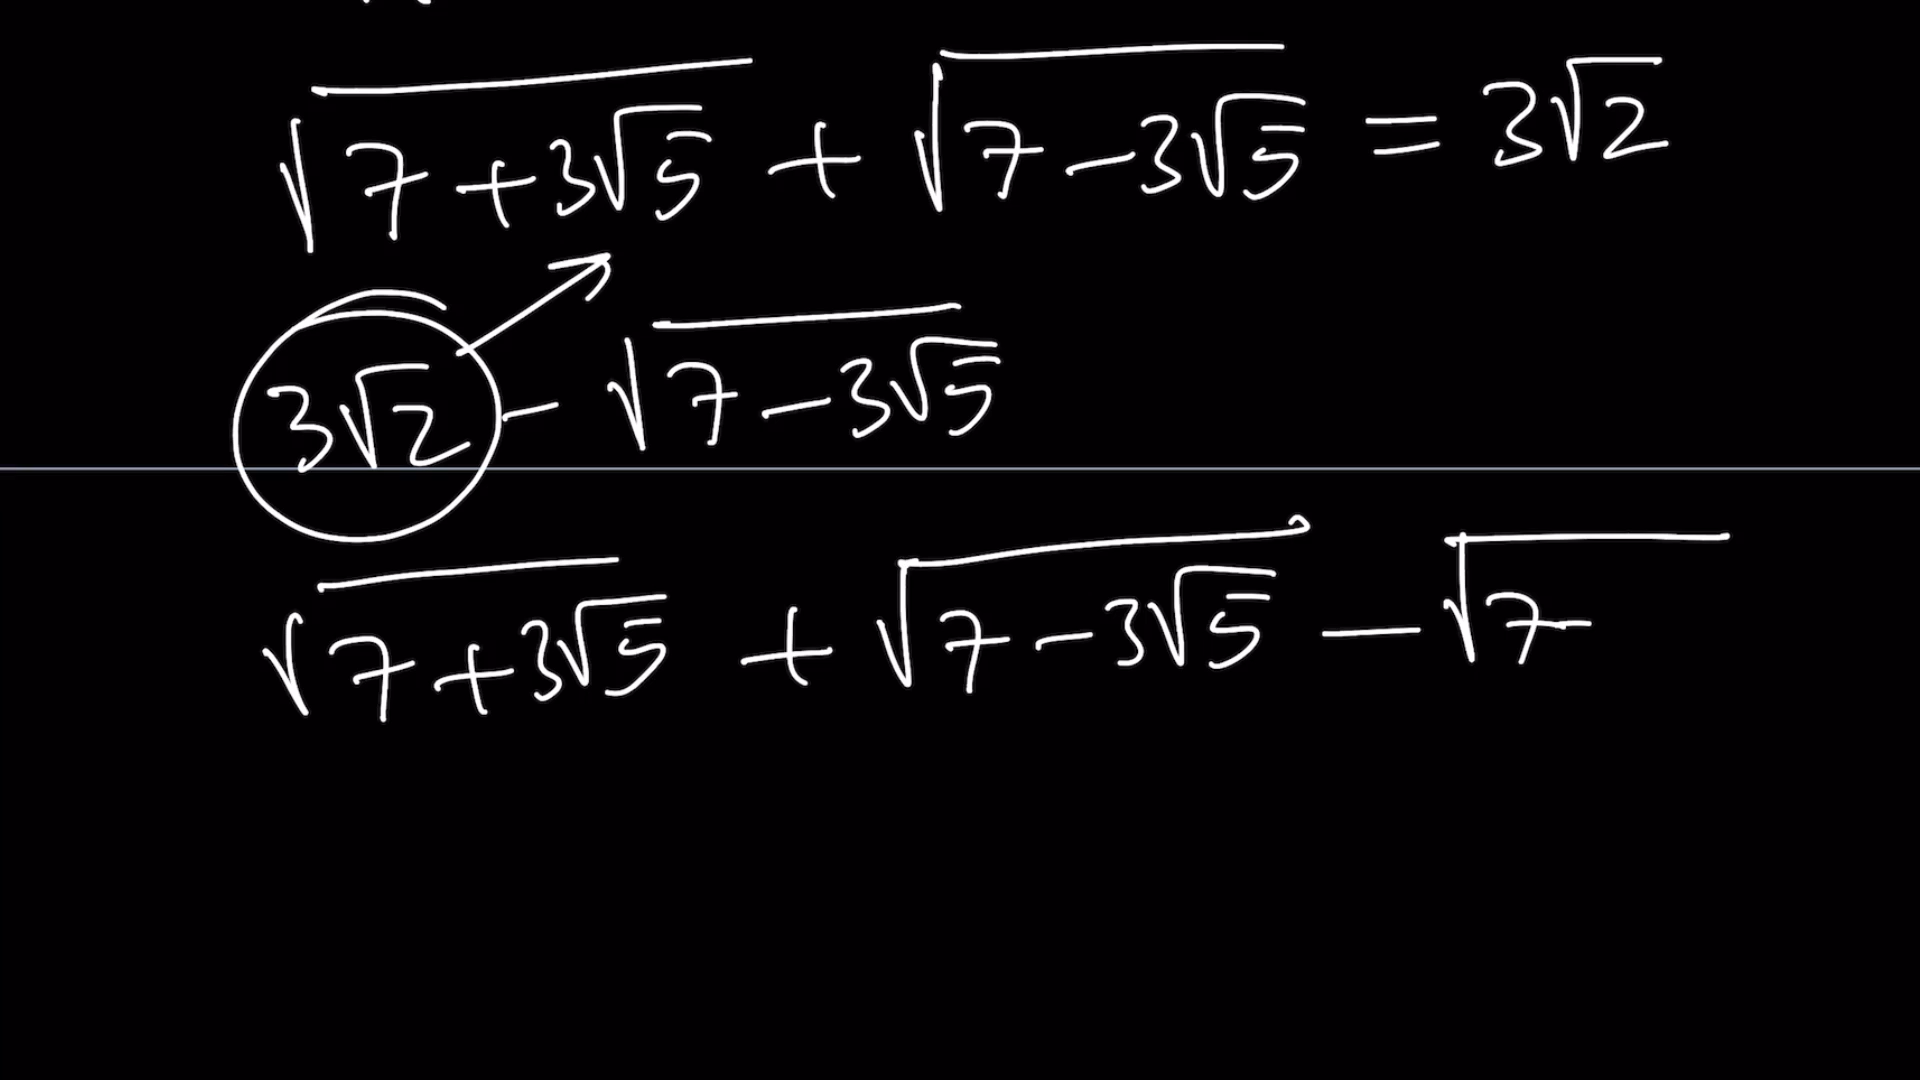 √(7+3√5) + √(7-3√5) = 3√2
3√2 - √(7-3√5)
√(7+3√5) + √(7-3√5) - √(7-